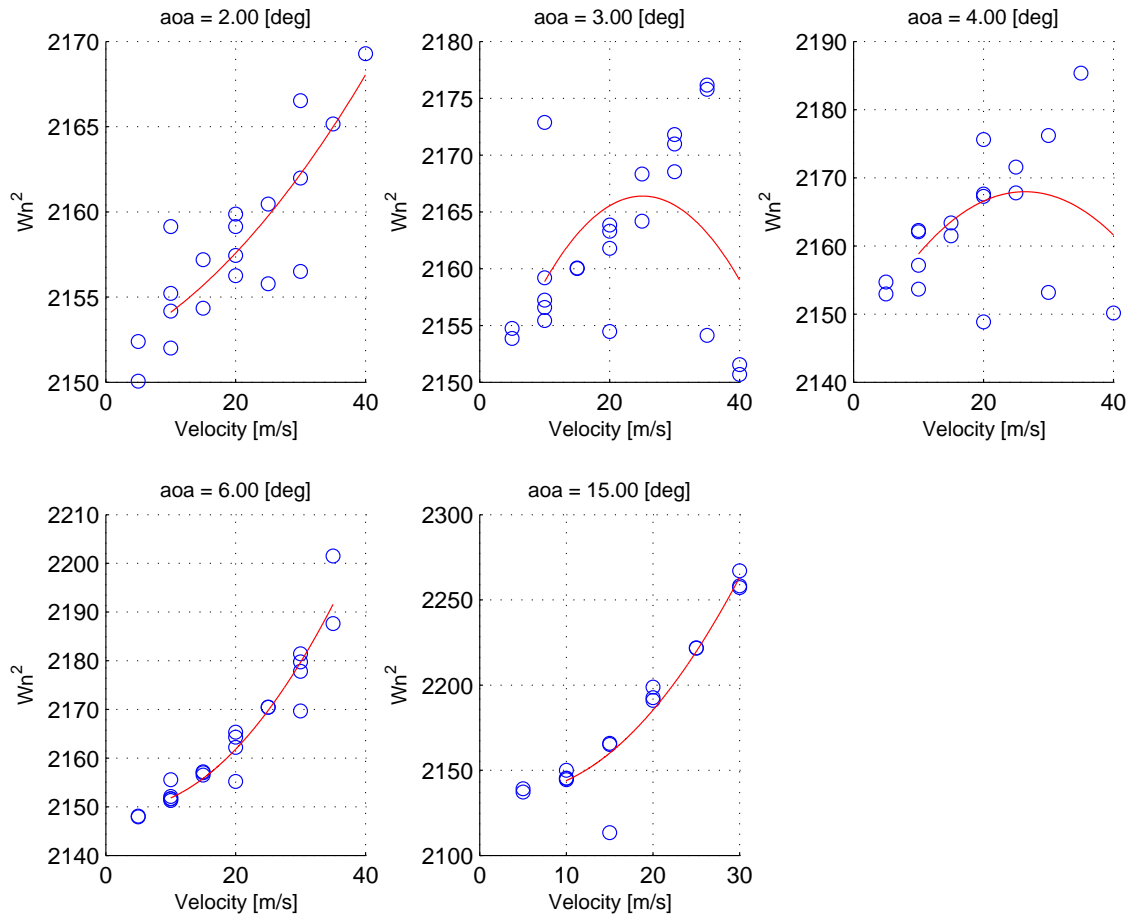 aoa = 2.00 [deg]
2170
2165
2160
2155
2150
0 20 40
Wn²
Velocity [m/s]
aoa = 3.00 [deg]
2180
2175
2170
2165
2160
2155
2150
0 20 40
Wn²
Velocity [m/s]
aoa = 4.00 [deg]
2190
2180
2170
2160
2150
2140
0 20 40
Wn²
Velocity [m/s]
aoa = 6.00 [deg]
2210
2200
2190
2180
2170
2160
2150
2140
0 20 40
Wn²
Velocity [m/s]
aoa = 15.00 [deg]
2300
2250
2200
2150
2100
0 10 20 30
Wn²
Velocity [m/s]